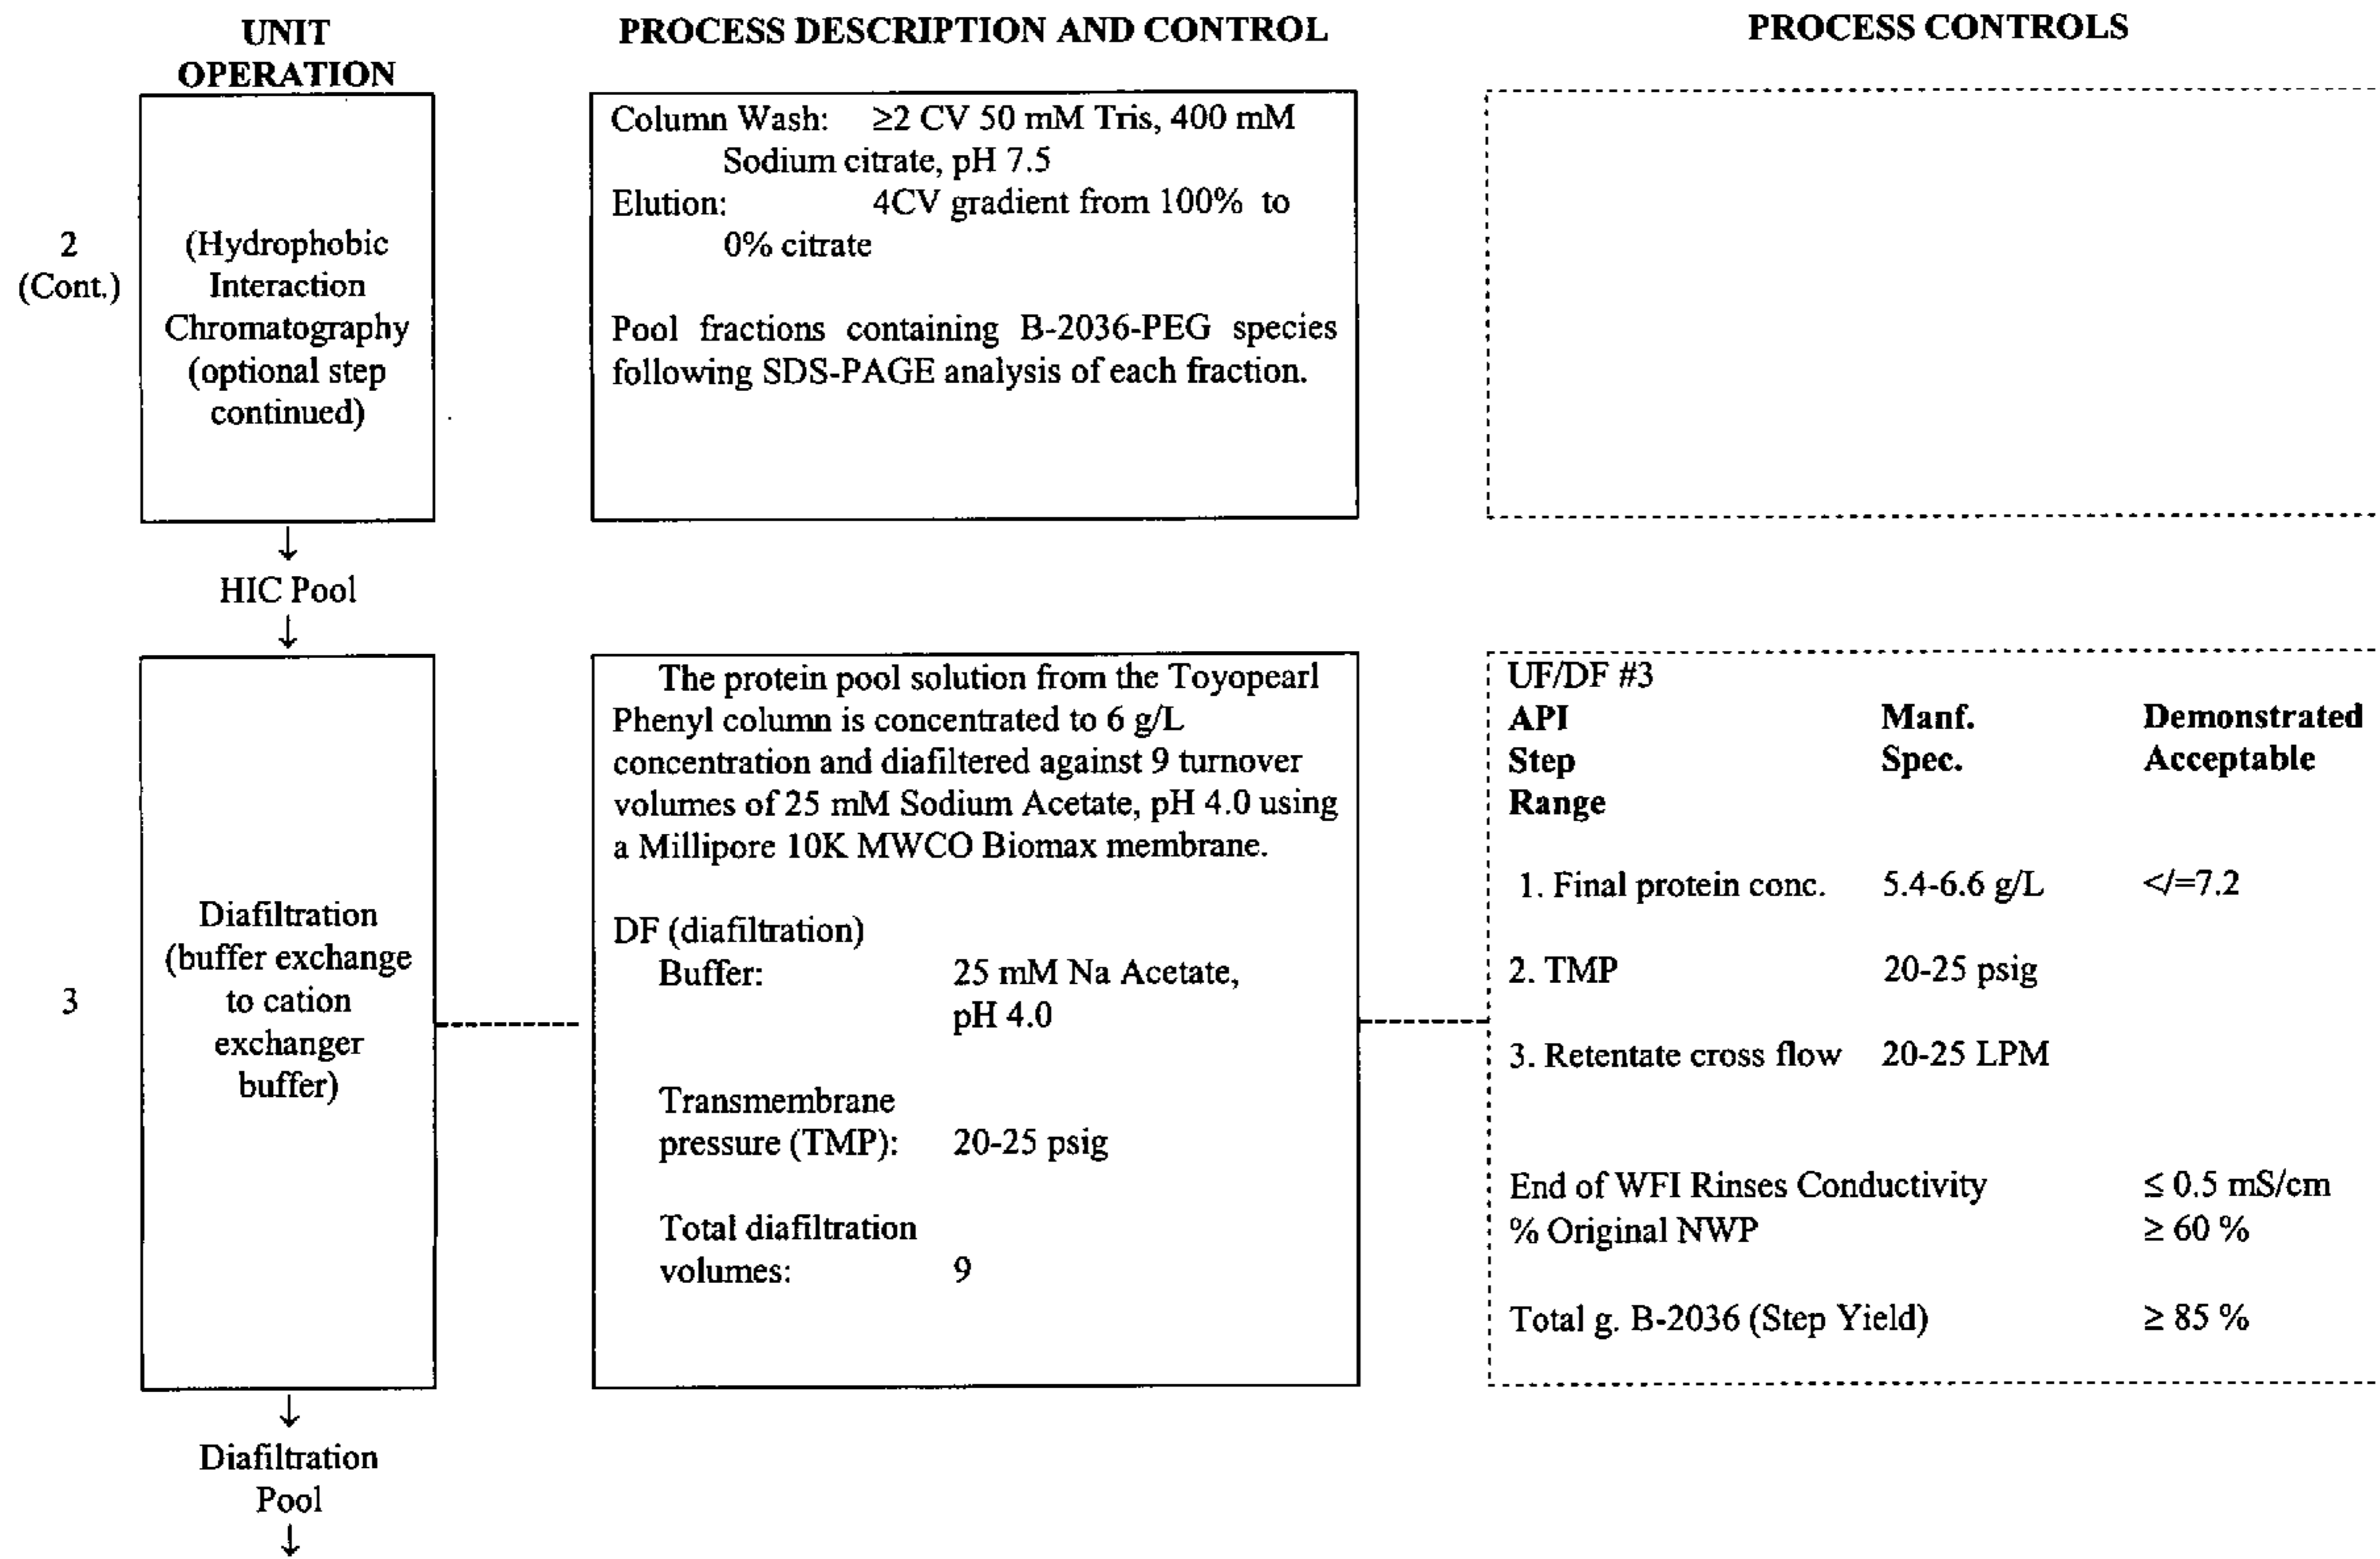 UNIT
OPERATION
PROCESS DESCRIPTION AND CONTROL
PROCESS CONTROLS
2
(Cont.)
(Hydrophobic
Interaction
Chromatography
(optional step
continued)
Column Wash: ≥2 CV 50 mM Tris, 400 mM
Sodium citrate, pH 7.5
Elution: 4CV gradient from 100% to
0% citrate
Pool fractions containing B-2036-PEG species
following SDS-PAGE analysis of each fraction.
↓
HIC Pool
↓
3
Diafiltration
(buffer exchange
to cation
exchanger
buffer)
The protein pool solution from the Toyopearl
Phenyl column is concentrated to 6 g/L
concentration and diafiltered against 9 turnover
volumes of 25 mM Sodium Acetate, pH 4.0 using
a Millipore 10K MWCO Biomax membrane.
DF (diafiltration)
Buffer: 25 mM Na Acetate,
pH 4.0
Transmembrane
pressure (TMP): 20-25 psig
Total diafiltration
volumes: 9
UF/DF #3
API Manf. Demonstrated
Step Spec. Acceptable
Range
1. Final protein conc. 5.4-6.6 g/L </=7.2
2. TMP 20-25 psig
3. Retentate cross flow 20-25 LPM
End of WFI Rinses Conductivity ≤ 0.5 mS/cm
% Original NWP ≥ 60 %
Total g. B-2036 (Step Yield) ≥ 85 %
↓
Diafiltration
Pool
↓